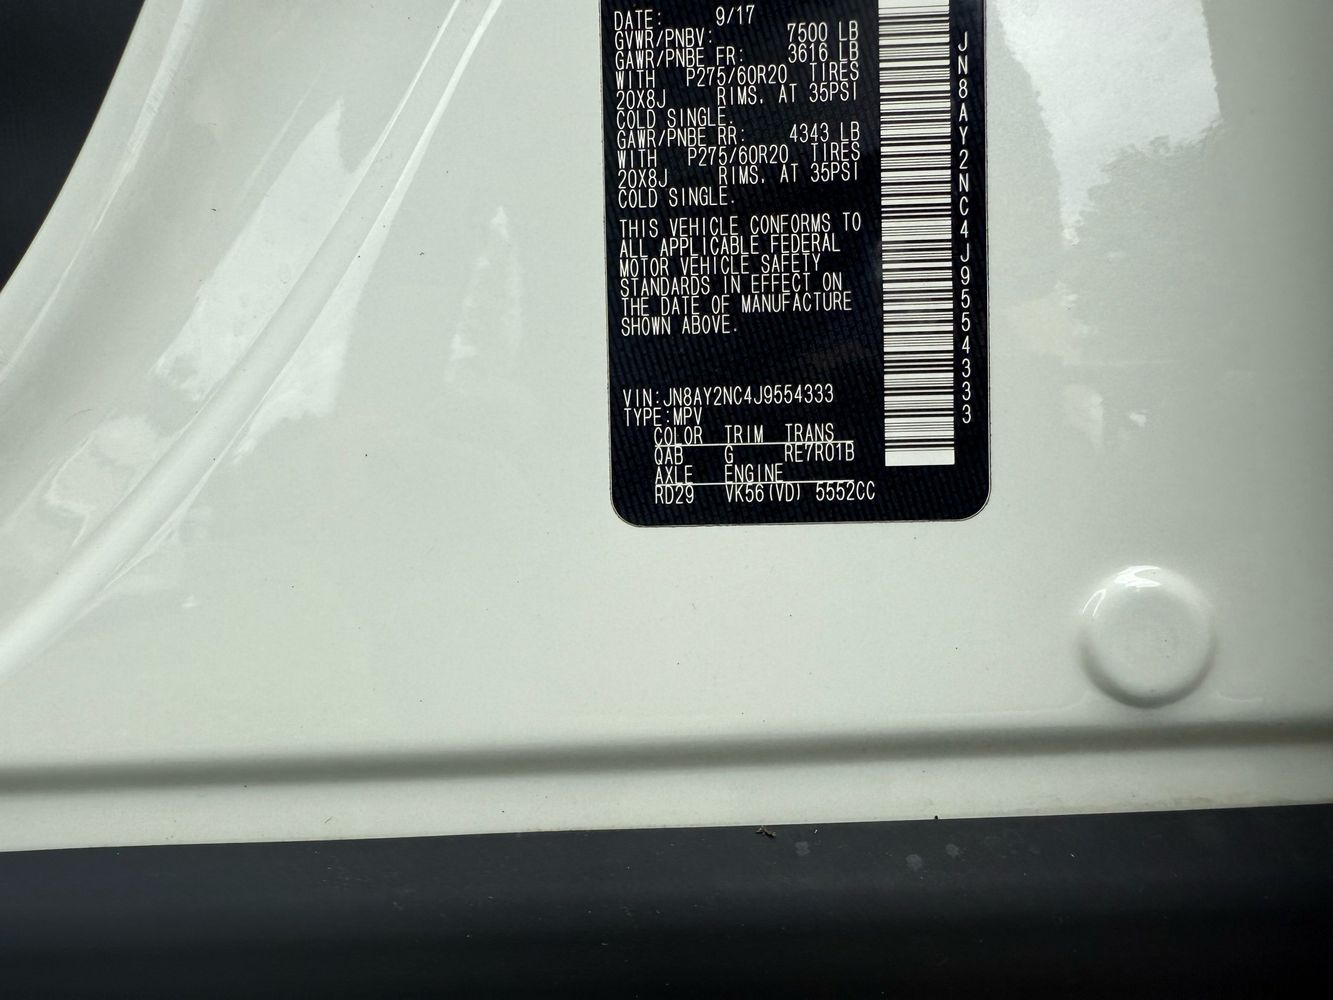 DATE: 9/17
GVWR/PNBV: 7500 LB
GAWR/PNBE FR: 3616 LB
WITH P275/60R20 TIRES
20X8J RIMS. AT 35PSI
COLD SINGLE.
GAWR/PNBE RR: 4343 LB
WITH P275/60R20 TIRES
20X8J RIMS. AT 35PSI
COLD SINGLE.
THIS VEHICLE CONFORMS TO
ALL APPLICABLE FEDERAL
MOTOR VEHICLE SAFETY
STANDARDS IN EFFECT ON
THE DATE OF MANUFACTURE
SHOWN ABOVE.
VIN:JN8AY2NC4J9554333
TYPE:MPV
COLOR TRIM TRANS
QAB G RE7R01B
AXLE ENGINE
RD29 VK56(VD) 5552CC
JN8AY2NC4J9554333